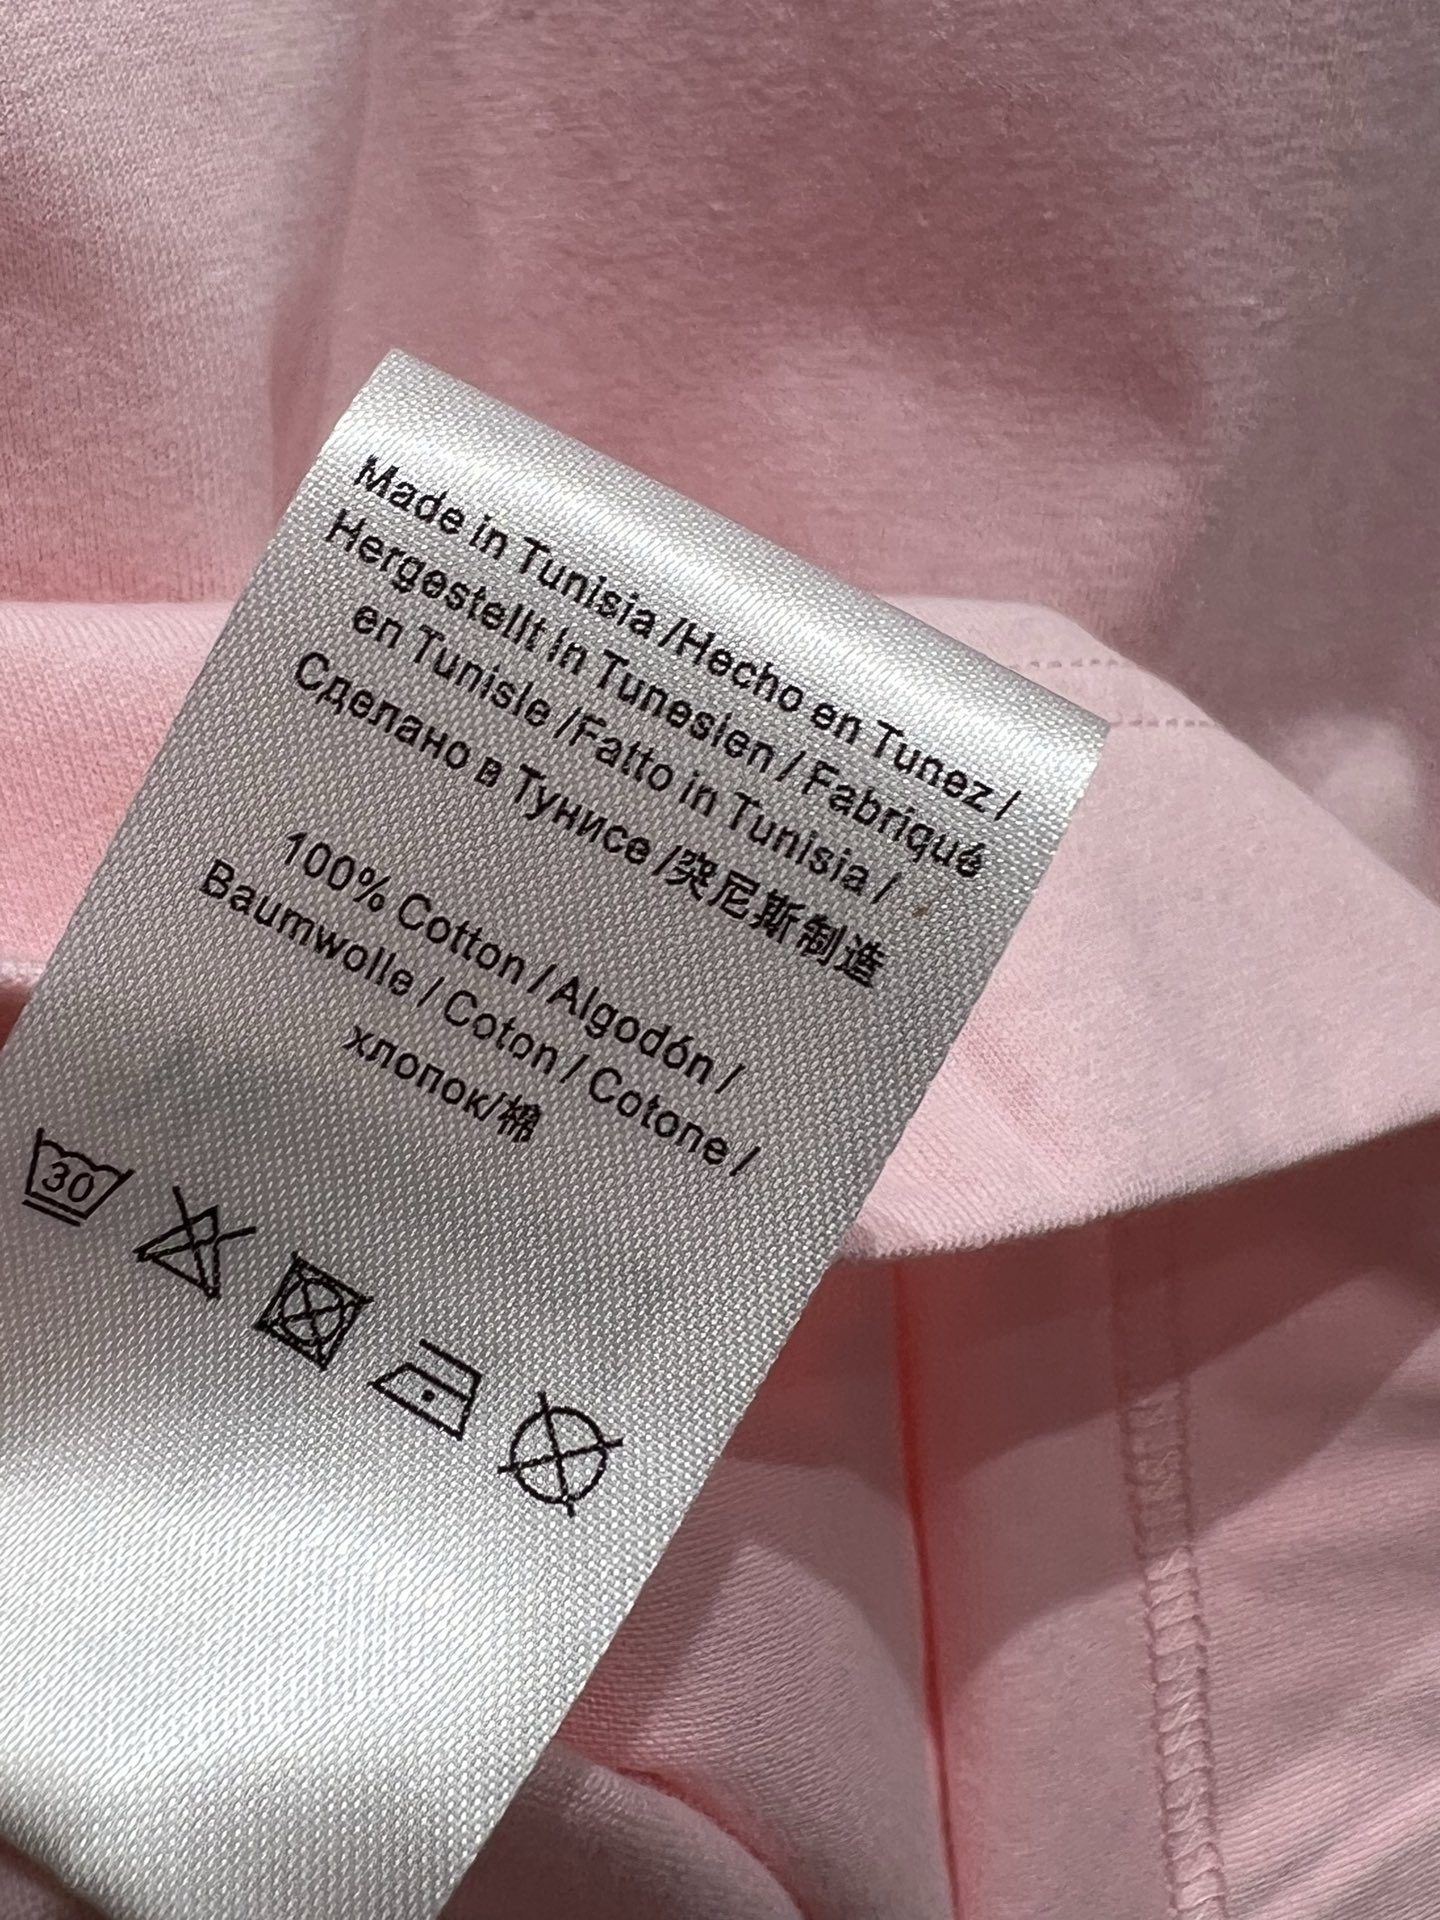 Made in Tunisia /Hecho en Tunez /
Hergestellt in Tunesien / Fabriqué
en Tunisie /Fatto in Tunisia /
Сделано в Тунисе /突尼斯制造
100% Cotton / Algodón /
Baumwolle / Coton / Cotone /
хлопок/棉
30